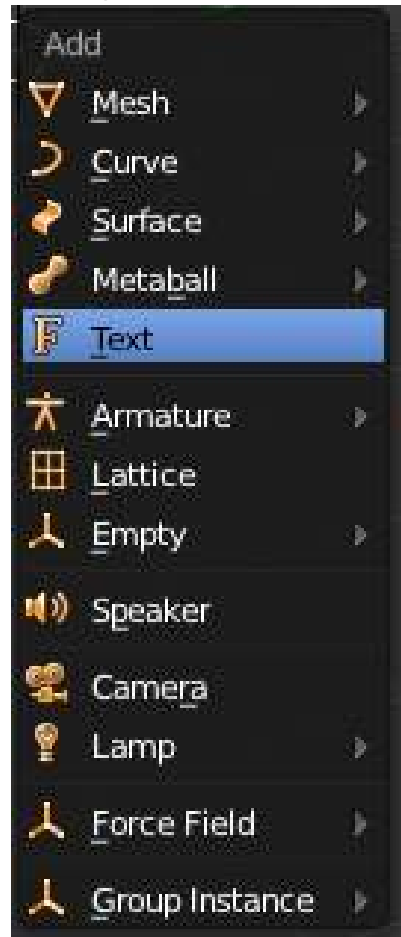 Add
Mesh
Curve
Surface
Metaball
Text
Armature
Lattice
Empty
Speaker
Camera
Lamp
Force Field
Group Instance